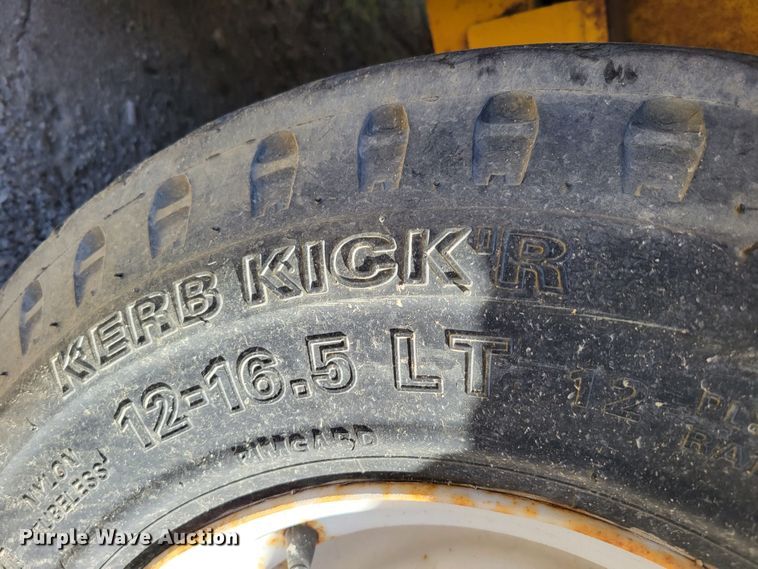 KERB KICK'R
12-16.5 LT 12
NYLON
TUBELESS
Purple Wave Auction